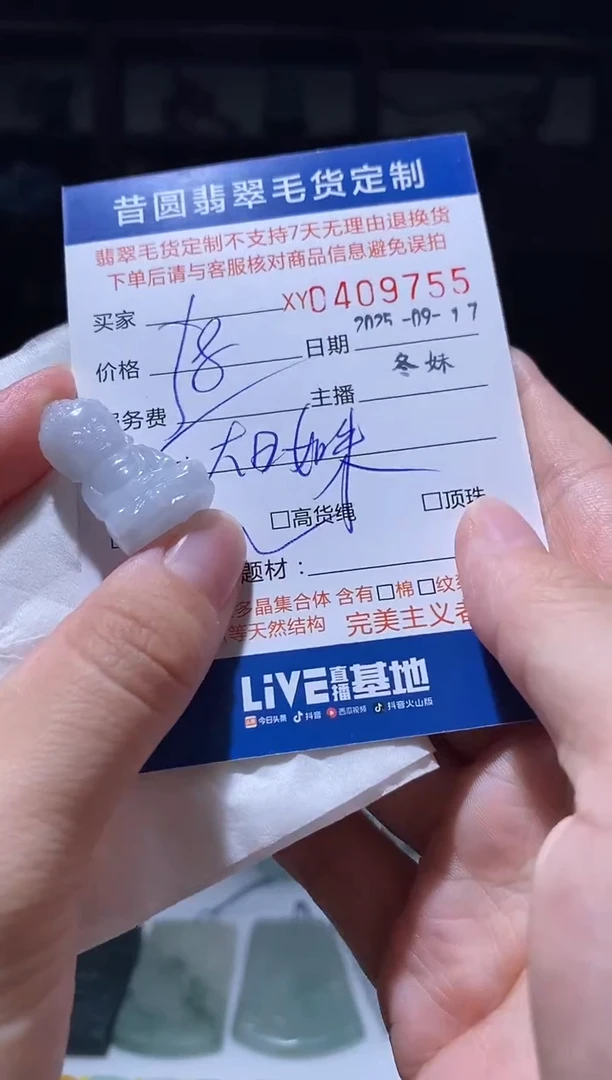 昔圆翡翠毛货定制
翡翠毛货定制不支持7天无理由退换货
下单后请与客服核对商品信息避免误拍
买家 XY0409755
价格 18 日期 2025-09-17
务费 主播 冬妹
大日如来
□高货绳 □顶珠
题材：
多晶集合体 含有□棉□纹
等天然结构 完美主义者
LIVE直播基地
今日头条 抖音 西瓜视频 抖音火山版